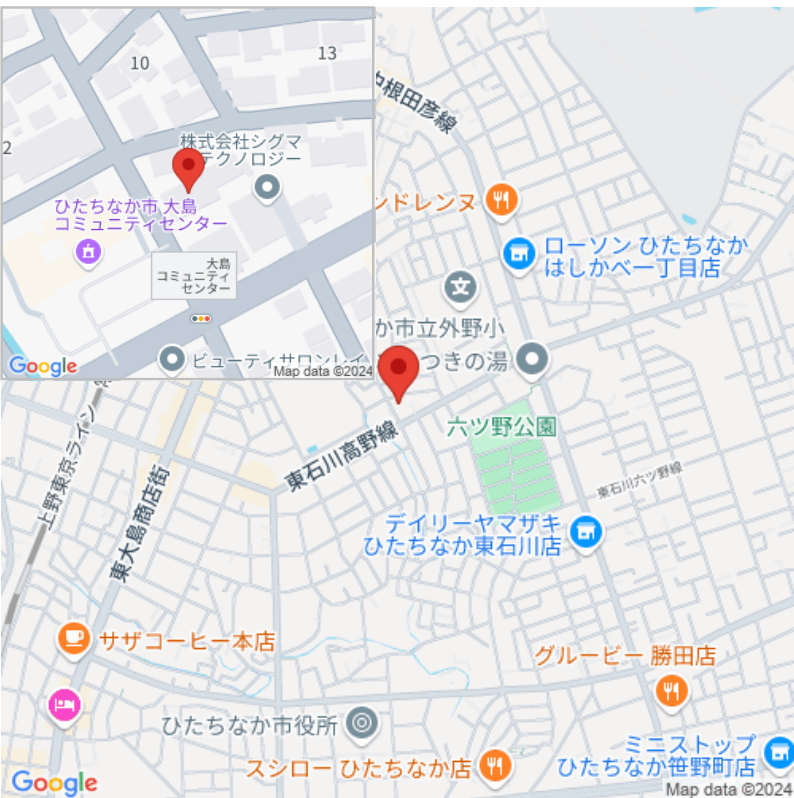 10
13
2
株式会社シグマ
テクノロジー
ひたちなか市 大島
コミュニティセンター
大島
コミュニティ
センター
ビューティサロンレイ
Google
Map data ©2024
中根田彦線
ンドレンヌ
ローソン ひたちなか
はしかべ一丁目店
文
か市立外野小
つきの湯
六ツ野公園
東石川高野線
東石川六ツ野線
上野東京ライン
東大島商店街
デイリーヤマザキ
ひたちなか東石川店
サザコーヒー本店
グルービー 勝田店
ひたちなか市役所
スシロー ひたちなか店
ミニストップ
ひたちなか笹野町店
Google
Map data ©2024